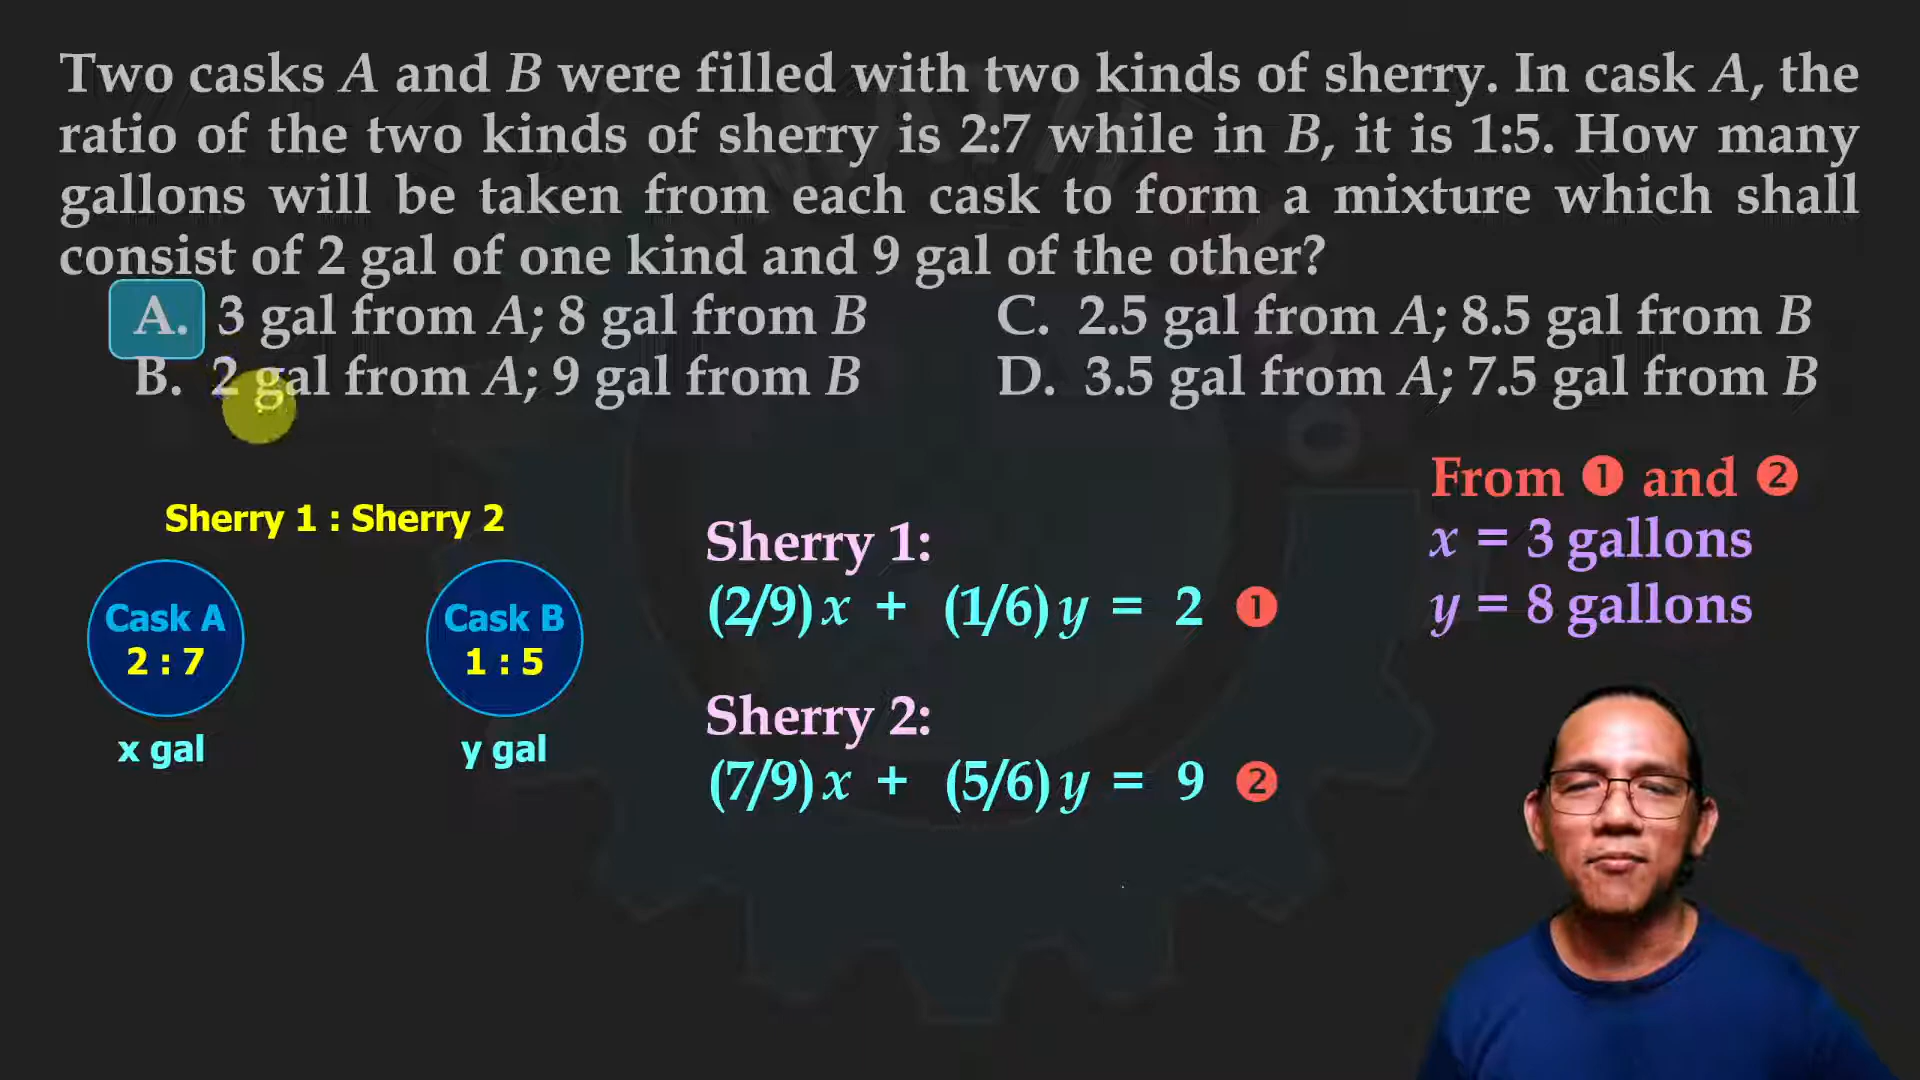 Two casks A and B were filled with two kinds of sherry. In cask A, the
ratio of the two kinds of sherry is 2:7 while in B, it is 1:5. How many
gallons will be taken from each cask to form a mixture which shall
consist of 2 gal of one kind and 9 gal of the other?
A. 3 gal from A; 8 gal from B
C. 2.5 gal from A; 8.5 gal from B
B. 2 gal from A; 9 gal from B
D. 3.5 gal from A; 7.5 gal from B
Sherry 1 : Sherry 2
Cask A
2 : 7
x gal
Cask B
1 : 5
y gal
Sherry 1:
(2/9)x + (1/6)y = 2 ❶
Sherry 2:
(7/9)x + (5/6)y = 9 ❷
From ❶ and ❷
x = 3 gallons
y = 8 gallons